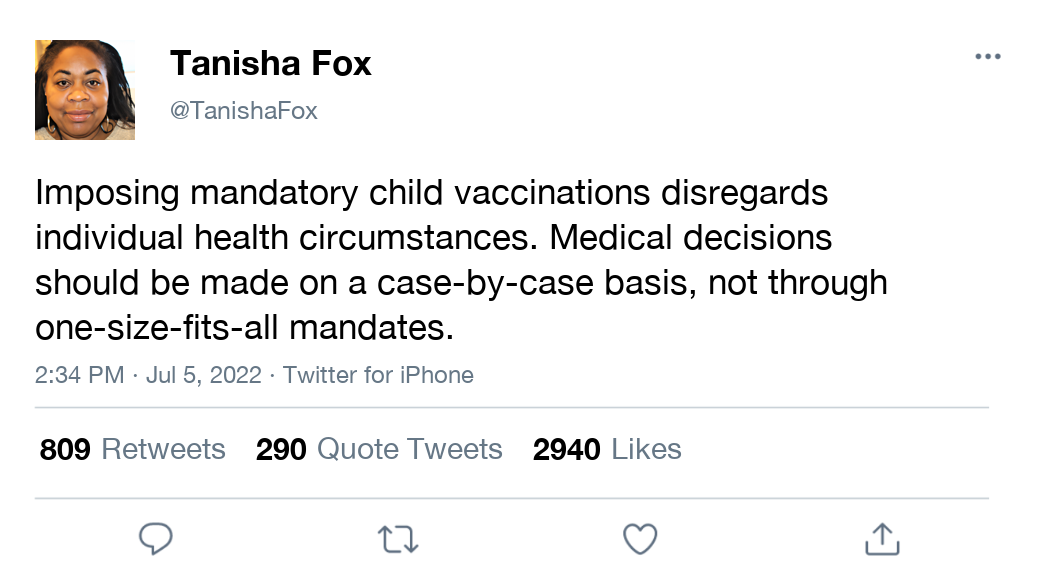 Tanisha Fox
@TanishaFox
Imposing mandatory child vaccinations disregards
individual health circumstances. Medical decisions
should be made on a case-by-case basis, not through
one-size-fits-all mandates.
2:34 PM · Jul 5, 2022 · Twitter for iPhone
809 Retweets 290 Quote Tweets 2940 Likes